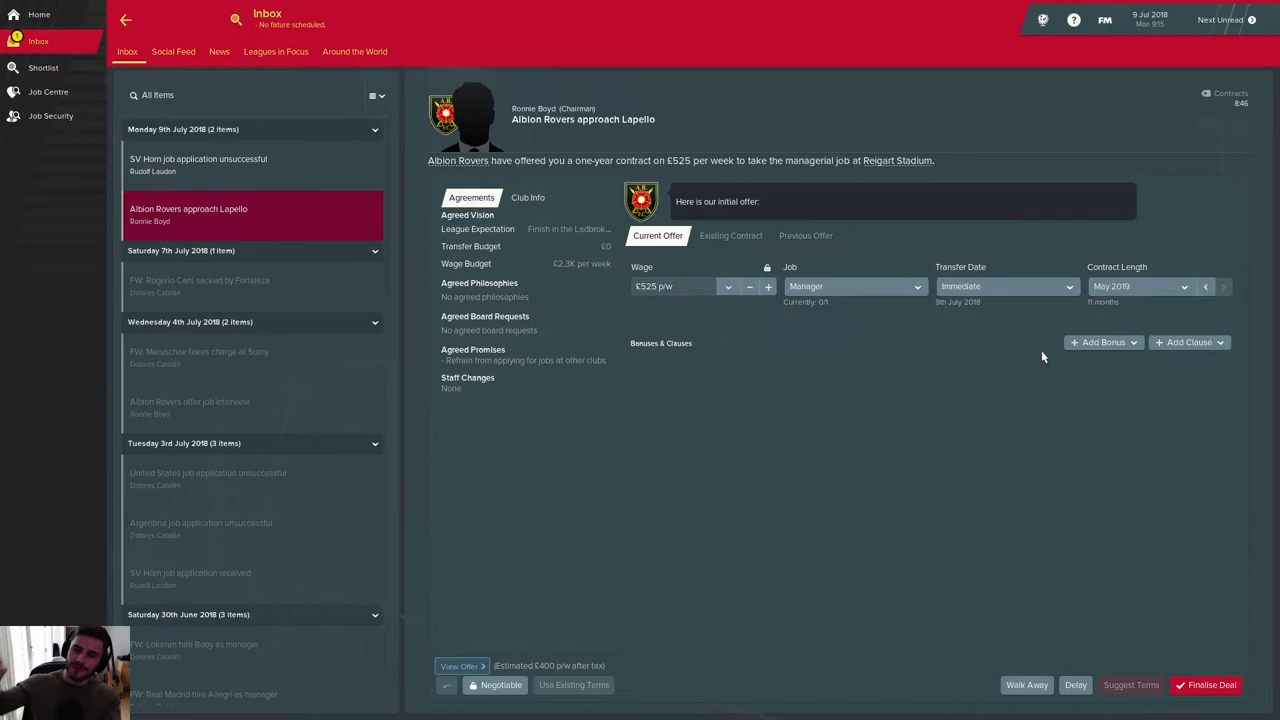 Home
Inbox
1
Shortlist
Job Centre
Job Security
Inbox
- No fixture scheduled.
FM
9 Jul 2018
Mon 9:15
Next Unread
Inbox
Social Feed
News
Leagues in Focus
Around the World
All Items
Monday 9th July 2018 (2 items)
SV Horn job application unsuccessful
Rudolf Laudon
Albion Rovers approach Lapello
Ronnie Boyd
Saturday 7th July 2018 (1 item)
FW: Rogério Ceni sacked by Fortaleza
Dolores Catalán
Wednesday 4th July 2018 (2 items)
FW: Maruschak takes charge at Sumy
Dolores Catalán
Albion Rovers offer job interview
Ronnie Boyd
Tuesday 3rd July 2018 (3 items)
United States job application unsuccessful
Dolores Catalán
Argentina job application unsuccessful
Dolores Catalán
SV Horn job application received
Rudolf Laudon
Saturday 30th June 2018 (3 items)
FW: Lokeren hire Booy as manager
Dolores Catalán
FW: Real Madrid hire Allegri as manager
Ronnie Boyd (Chairman)
Albion Rovers approach Lapello
Contracts
8:46
Albion Rovers have offered you a one-year contract on £525 per week to take the managerial job at Reigart Stadium.
Agreements
Club Info
Agreed Vision
League Expectation Finish in the Ladbrok...
Transfer Budget £0
Wage Budget £2.3K per week
Agreed Philosophies
No agreed philosophies
Agreed Board Requests
No agreed board requests
Agreed Promises
- Refrain from applying for jobs at other clubs
Staff Changes
None
Here is our initial offer:
Current Offer
Existing Contract
Previous Offer
Wage
Job
Transfer Date
Contract Length
£525 p/w
Manager
Immediate
May 2019
Currently: 0/1
9th July 2018
11 months
Bonuses & Clauses
Add Bonus
Add Clause
View Offer
(Estimated £400 p/w after tax)
Negotiable
Use Existing Terms
Walk Away
Delay
Suggest Terms
Finalise Deal